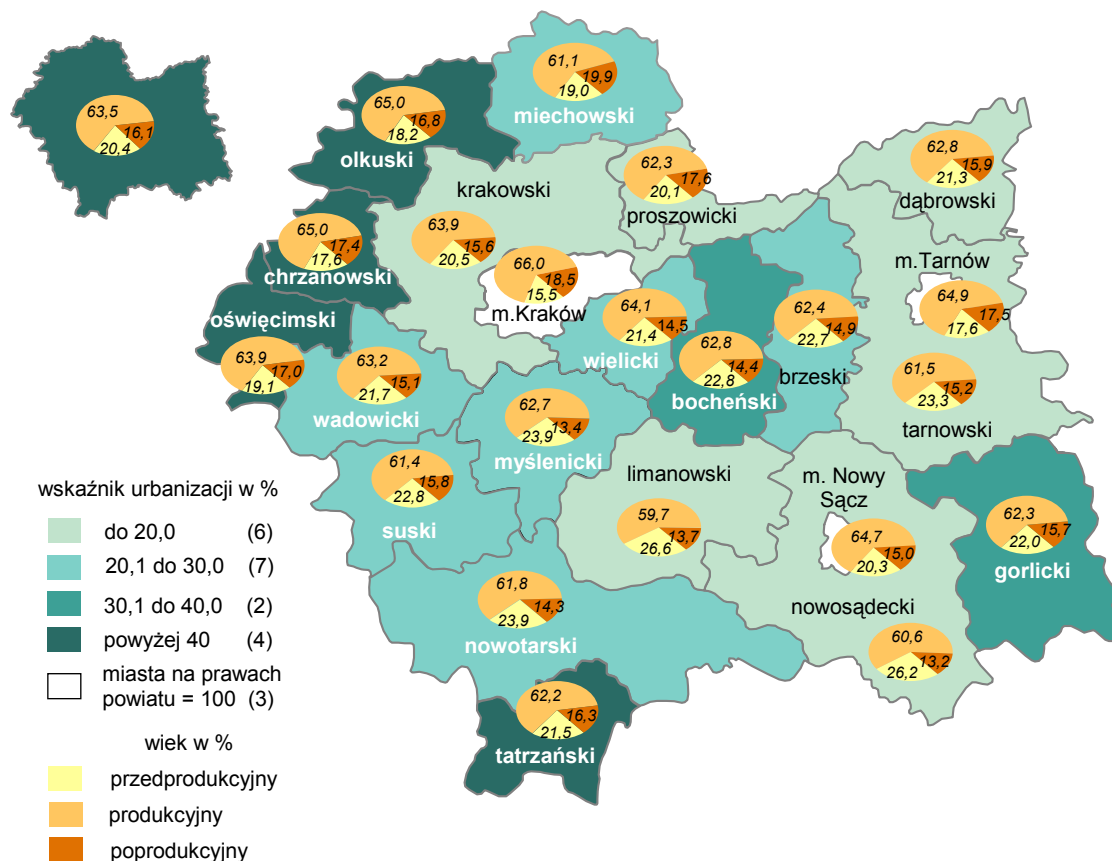 63,5
16,1
20,4
61,1
19,9
19,0
miechowski
65,0
16,8
18,2
olkuski
krakowski
62,3
17,6
20,1
proszowicki
62,8
15,9
21,3
dąbrowski
65,0
17,4
17,6
chrzanowski
63,9
15,6
20,5
66,0
18,5
15,5
m.Kraków
m.Tarnów
64,9
17,5
17,6
oświęcimski
63,9
17,0
19,1
63,2
15,1
21,7
wadowicki
64,1
14,5
21,4
wielicki
62,8
14,4
22,8
bocheński
62,4
14,9
22,7
brzeski
61,5
15,2
23,3
tarnowski
62,7
13,4
23,9
myślenicki
61,4
15,8
22,8
suski
limanowski
59,7
13,7
26,6
m. Nowy
Sącz
64,7
15,0
20,3
62,3
15,7
22,0
gorlicki
61,8
14,3
23,9
nowotarski
nowosądecki
60,6
13,2
26,2
62,2
16,3
21,5
tatrzański
wskaźnik urbanizacji w %
do 20,0 (6)
20,1 do 30,0 (7)
30,1 do 40,0 (2)
powyżej 40 (4)
miasta na prawach
powiatu = 100 (3)
wiek w %
przedprodukcyjny
produkcyjny
poprodukcyjny